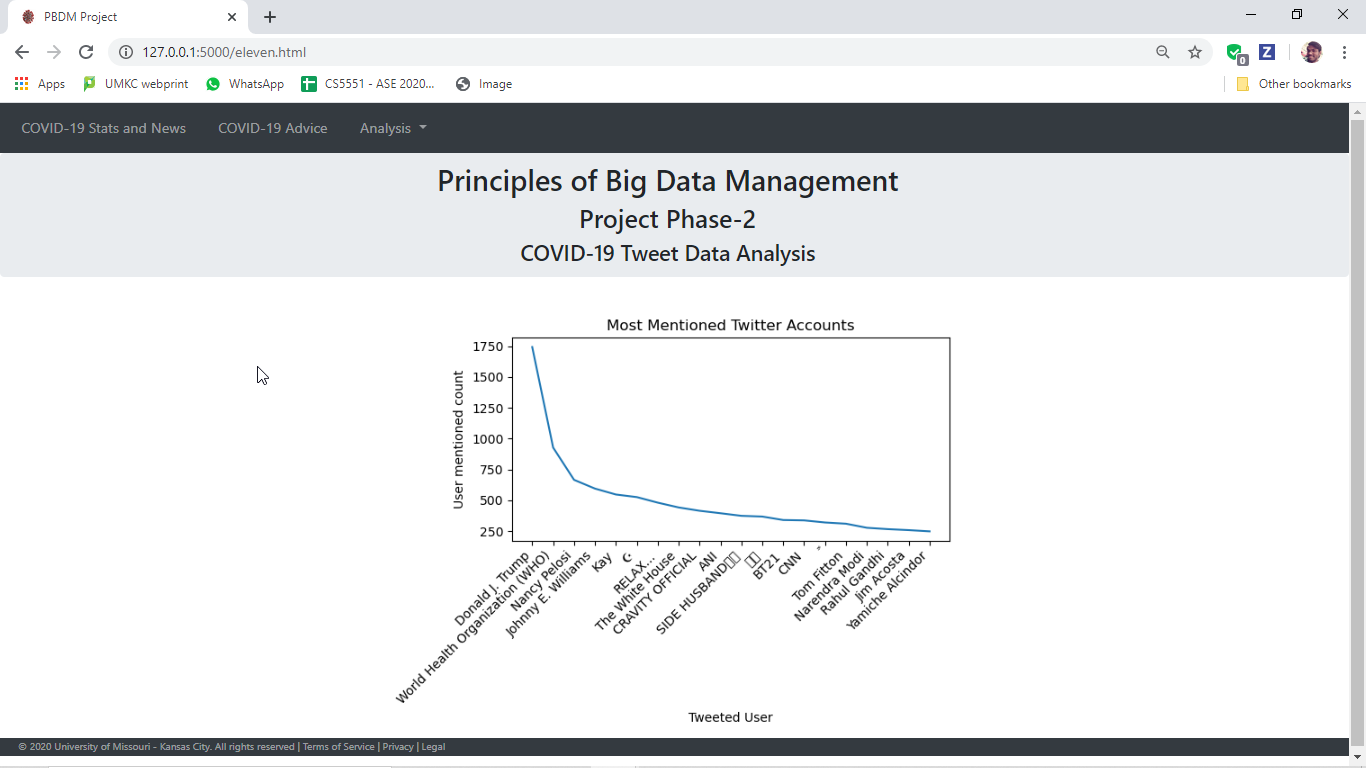 PBDM Project
127.0.0.1:5000/eleven.html
0
Z
Apps
UMKC webprint
WhatsApp
CS5551 - ASE 2020...
Image
Other bookmarks
COVID-19 Stats and News
COVID-19 Advice
Analysis
Principles of Big Data Management
Project Phase-2
COVID-19 Tweet Data Analysis
Most Mentioned Twitter Accounts
User mentioned count
1750
1500
1250
1000
750
500
250
Donald J. Trump
World Health Organization (WHO)
Nancy Pelosi
Johnny E. Williams
Kay
☪
RELAX...
The White House
CRAVITY OFFICIAL
ANI
SIDE HUSBAND
BT21
CNN
Tom Fitton
Narendra Modi
Rahul Gandhi
Jim Acosta
Yamiche Alcindor
Tweeted User
© 2020 University of Missouri - Kansas City. All rights reserved | Terms of Service | Privacy | Legal